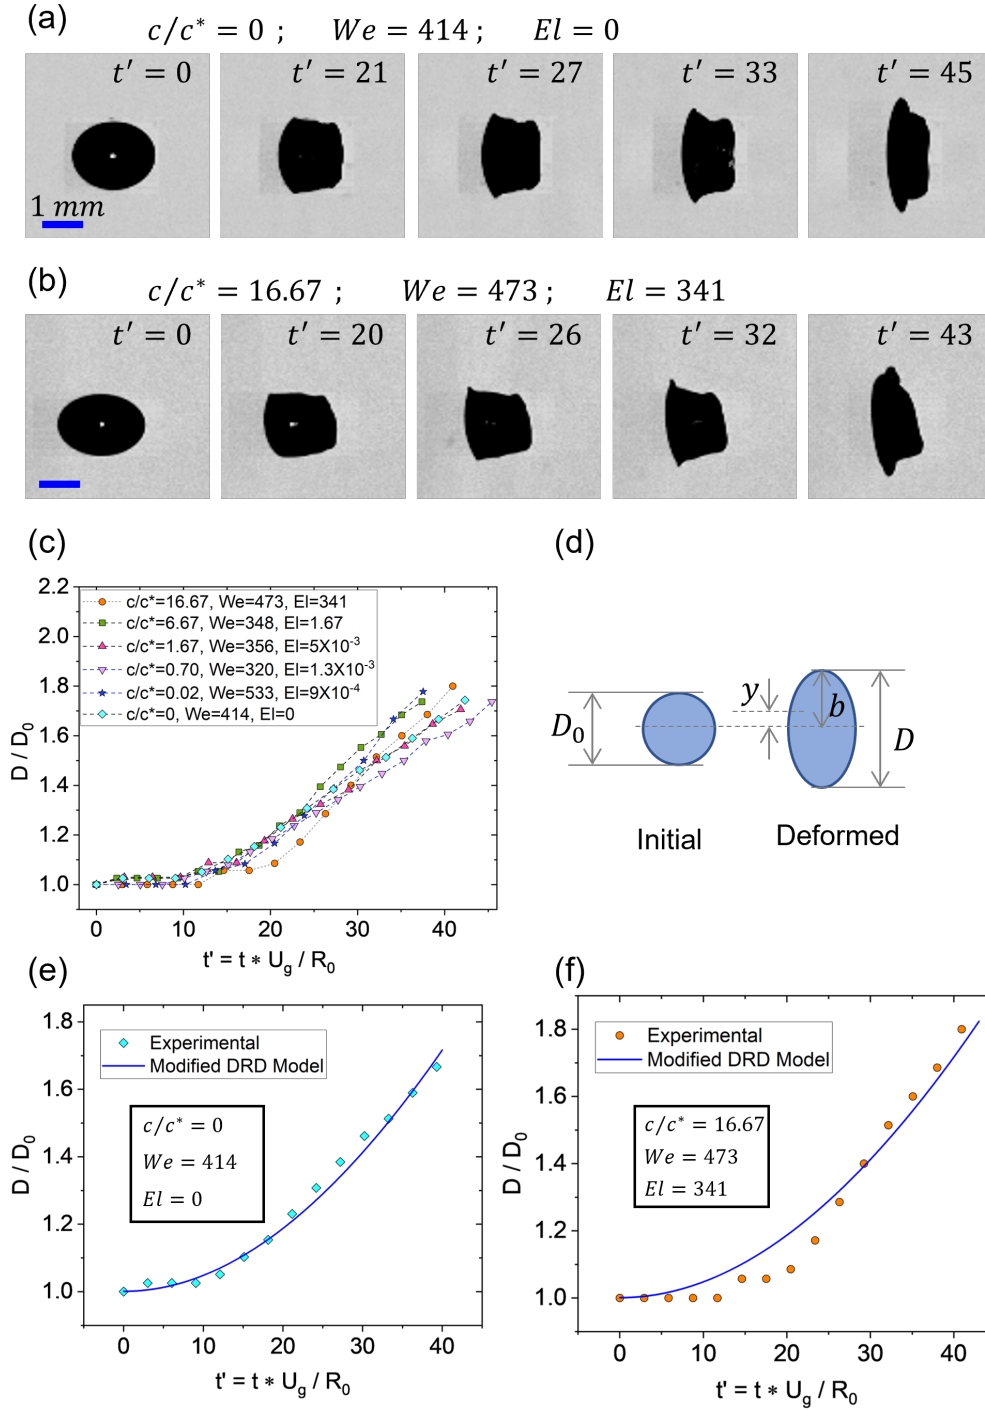 (a)
c/c* = 0 ; We = 414 ; El = 0
t′ = 0 t′ = 21 t′ = 27 t′ = 33 t′ = 45
1 mm
(b)
c/c* = 16.67 ; We = 473 ; El = 341
t′ = 0 t′ = 20 t′ = 26 t′ = 32 t′ = 43
(c)
2.2
2.0
1.8
1.6
1.4
1.2
1.0
D / D₀
c/c*=16.67, We=473, El=341
c/c*=6.67, We=348, El=1.67
c/c*=1.67, We=356, El=5X10⁻³
c/c*=0.70, We=320, El=1.3X10⁻³
c/c*=0.02, We=533, El=9X10⁻⁴
c/c*=0, We=414, El=0
0 10 20 30 40
t' = t * U_g / R₀
(d)
D₀ y b D
Initial Deformed
(e)
1.8
1.6
1.4
1.2
1.0
D / D₀
Experimental
Modified DRD Model
c/c* = 0
We = 414
El = 0
0 10 20 30 40
t' = t * U_g / R₀
(f)
1.8
1.6
1.4
1.2
1.0
D / D₀
Experimental
Modified DRD Model
c/c* = 16.67
We = 473
El = 341
0 10 20 30 40
t' = t * U_g / R₀